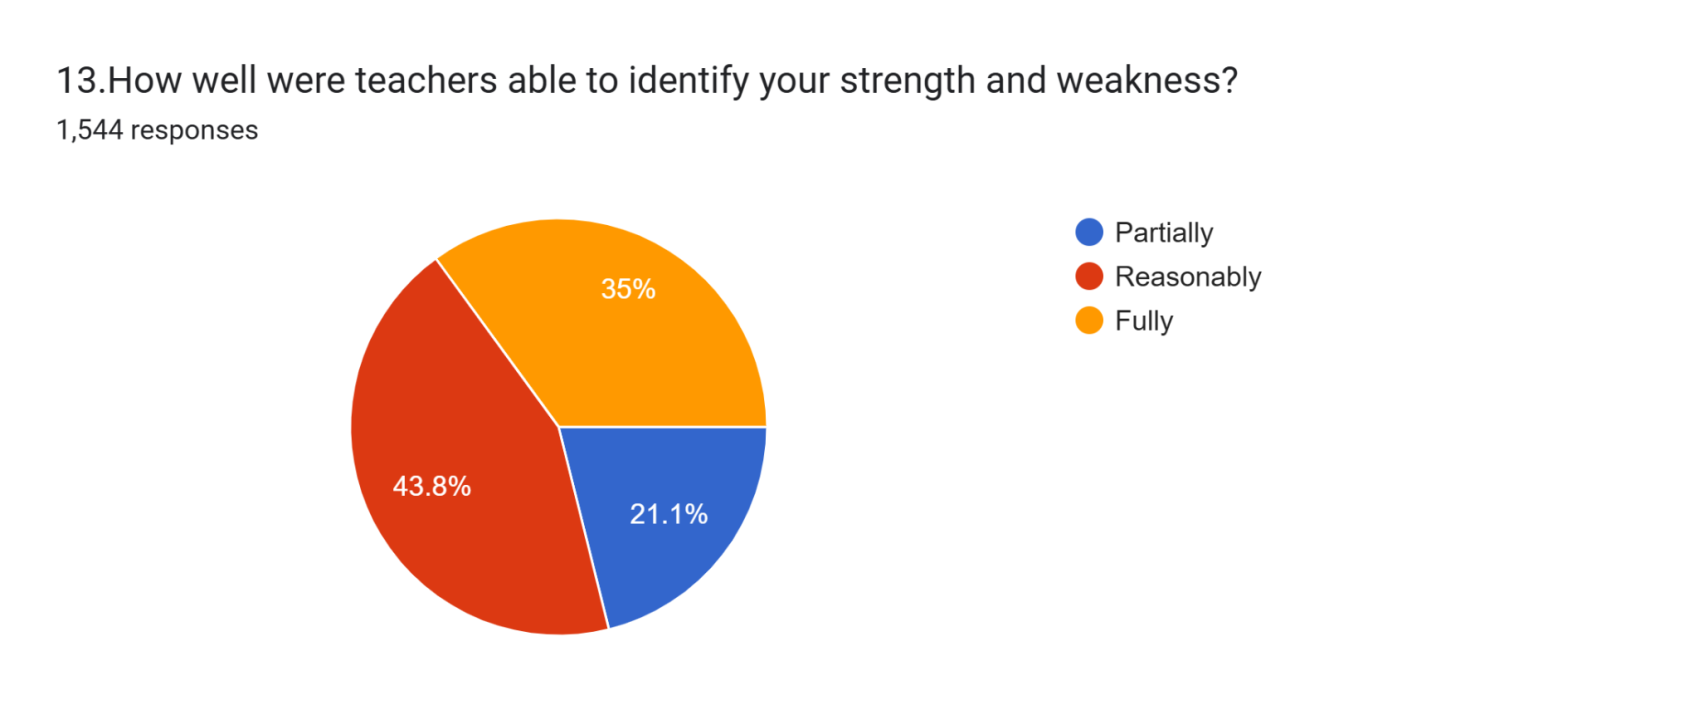 13.How well were teachers able to identify your strength and weakness?
1,544 responses
35%
43.8%
21.1%
Partially
Reasonably
Fully